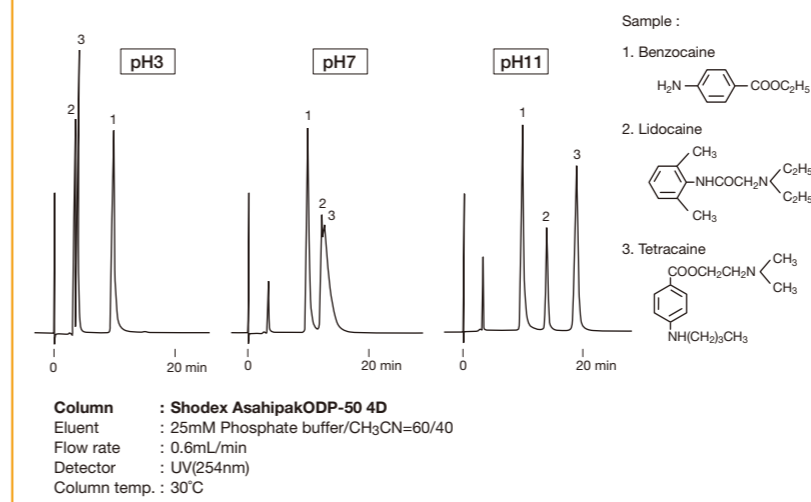 pH3
3
2
1
0
20 min
pH7
1
2
3
0
20 min
pH11
1
2
3
0
20 min
Sample :
1. Benzocaine
H₂N
COOC₂H₅
2. Lidocaine
CH₃
NHCOCH₂N
C₂H₅
C₂H₅
CH₃
3. Tetracaine
COOCH₂CH₂N
CH₃
CH₃
NH(CH₂)₃CH₃
Column : Shodex AsahipakODP-50 4D
Eluent : 25mM Phosphate buffer/CH₃CN=60/40
Flow rate : 0.6mL/min
Detector : UV(254nm)
Column temp. : 30˚C